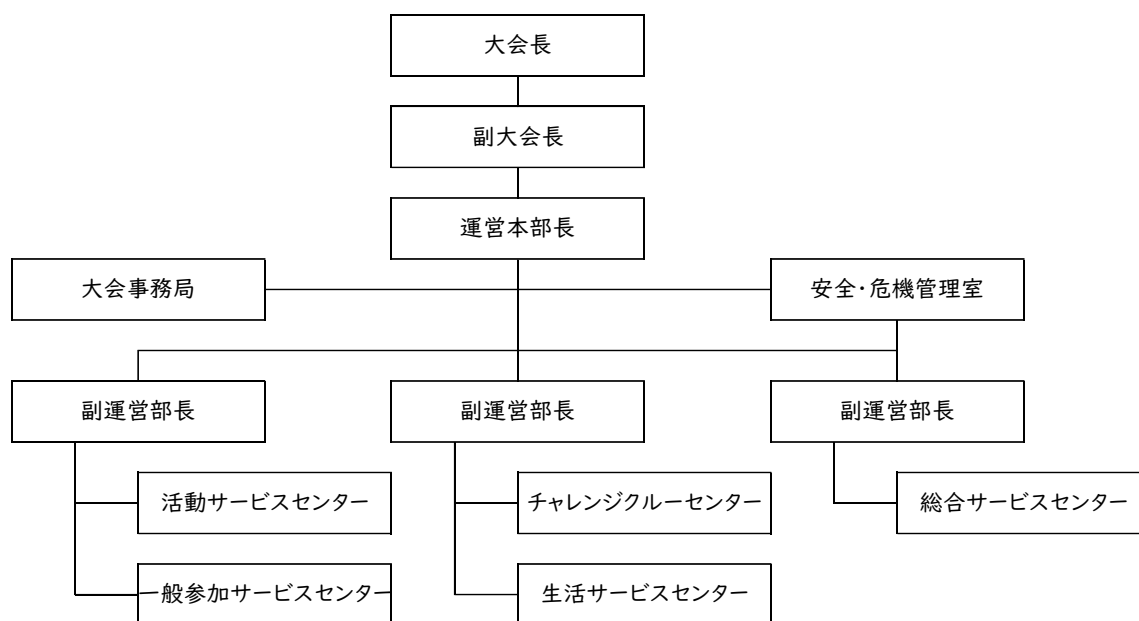 大会長
副大会長
運営本部長
大会事務局
安全・危機管理室
副運営部長
副運営部長
副運営部長
活動サービスセンター
チャレンジクルーセンター
総合サービスセンター
一般参加サービスセンター
生活サービスセンター